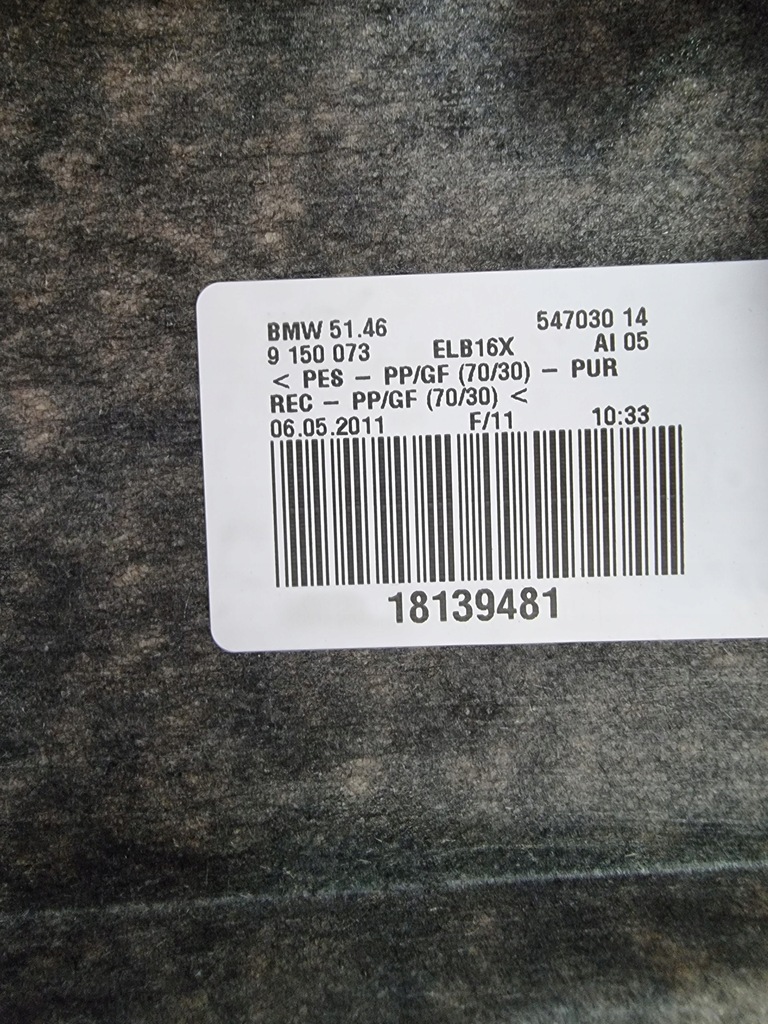 BMW 51.46 547030 14
9 150 073 ELB16X AI 05
< PES – PP/GF (70/30) – PUR
REC – PP/GF (70/30) <
06.05.2011 F/11 10:33
18139481